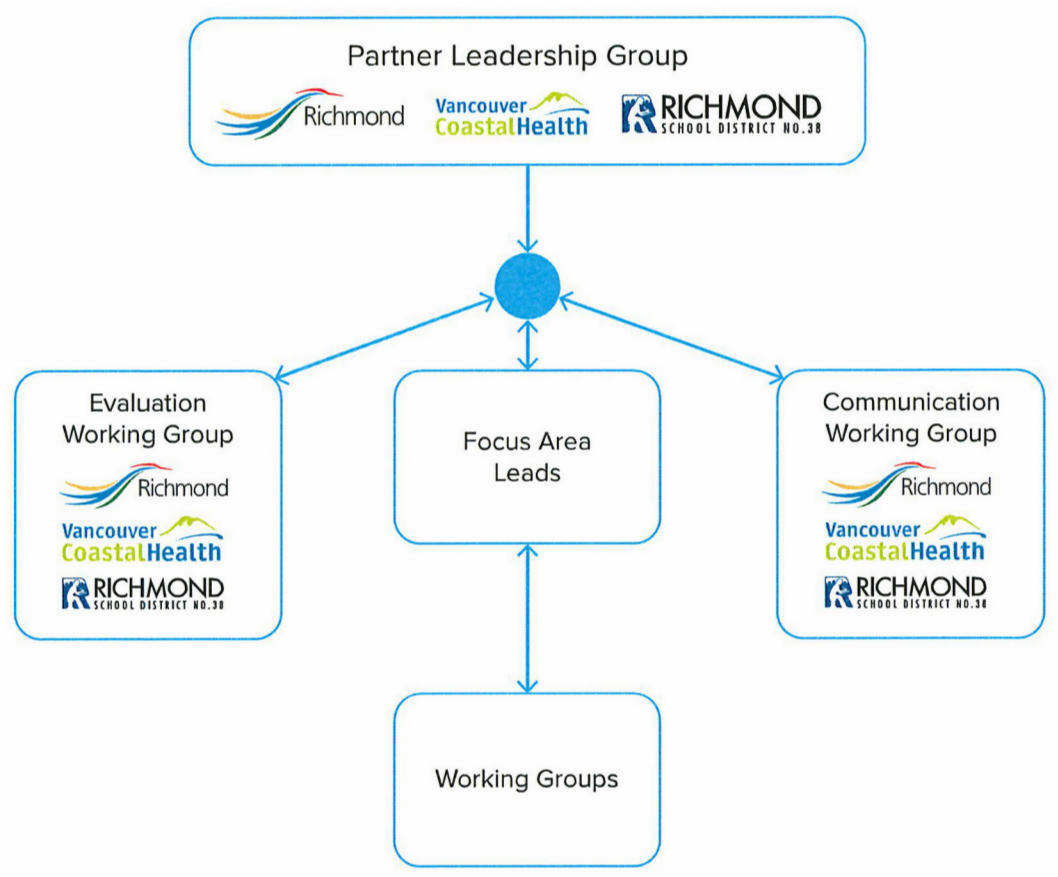 Partner Leadership Group
Richmond
Vancouver
CoastalHealth
RICHMOND
SCHOOL DISTRICT NO.38
Evaluation
Working Group
Richmond
Vancouver
CoastalHealth
RICHMOND
SCHOOL DISTRICT NO.38
Focus Area
Leads
Communication
Working Group
Richmond
Vancouver
CoastalHealth
RICHMOND
SCHOOL DISTRICT NO.38
Working Groups